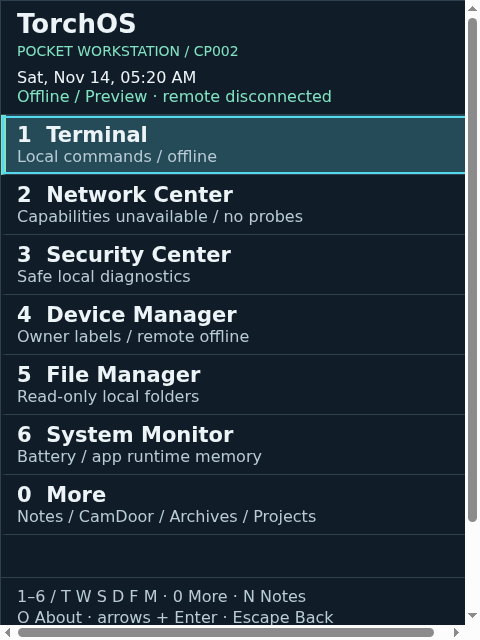 TorchOS
POCKET WORKSTATION / CP002
Sat, Nov 14, 05:20 AM
Offline / Preview · remote disconnected
1 Terminal
Local commands / offline
2 Network Center
Capabilities unavailable / no probes
3 Security Center
Safe local diagnostics
4 Device Manager
Owner labels / remote offline
5 File Manager
Read-only local folders
6 System Monitor
Battery / app runtime memory
0 More
Notes / CamDoor / Archives / Projects
1–6 / T W S D F M · 0 More · N Notes
O About · arrows + Enter · Escape Back